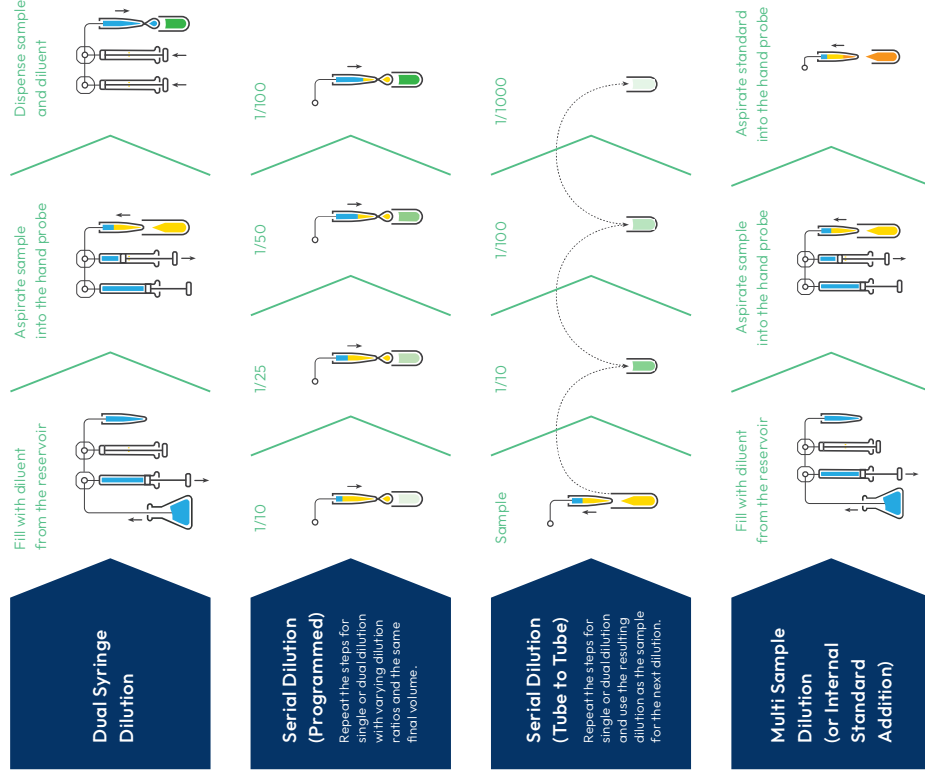 Dual Syringe
Dilution
Fill with diluent
from the reservoir
Aspirate sample
into the hand probe
Dispense sample
and diluent
Serial Dilution
(Programmed)
Repeat the steps for
single or dual dilution
with varying dilution
ratios and the same
final volume.
1/10
1/25
1/50
1/100
Serial Dilution
(Tube to Tube)
Repeat the steps for
single or dual dilution
and use the resulting
dilution as the sample
for the next dilution.
Sample
1/10
1/100
1/1000
Multi Sample
Dilution
(or Internal
Standard
Addition)
Fill with diluent
from the reservoir
Aspirate sample
into the hand probe
Aspirate standard
into the hand probe